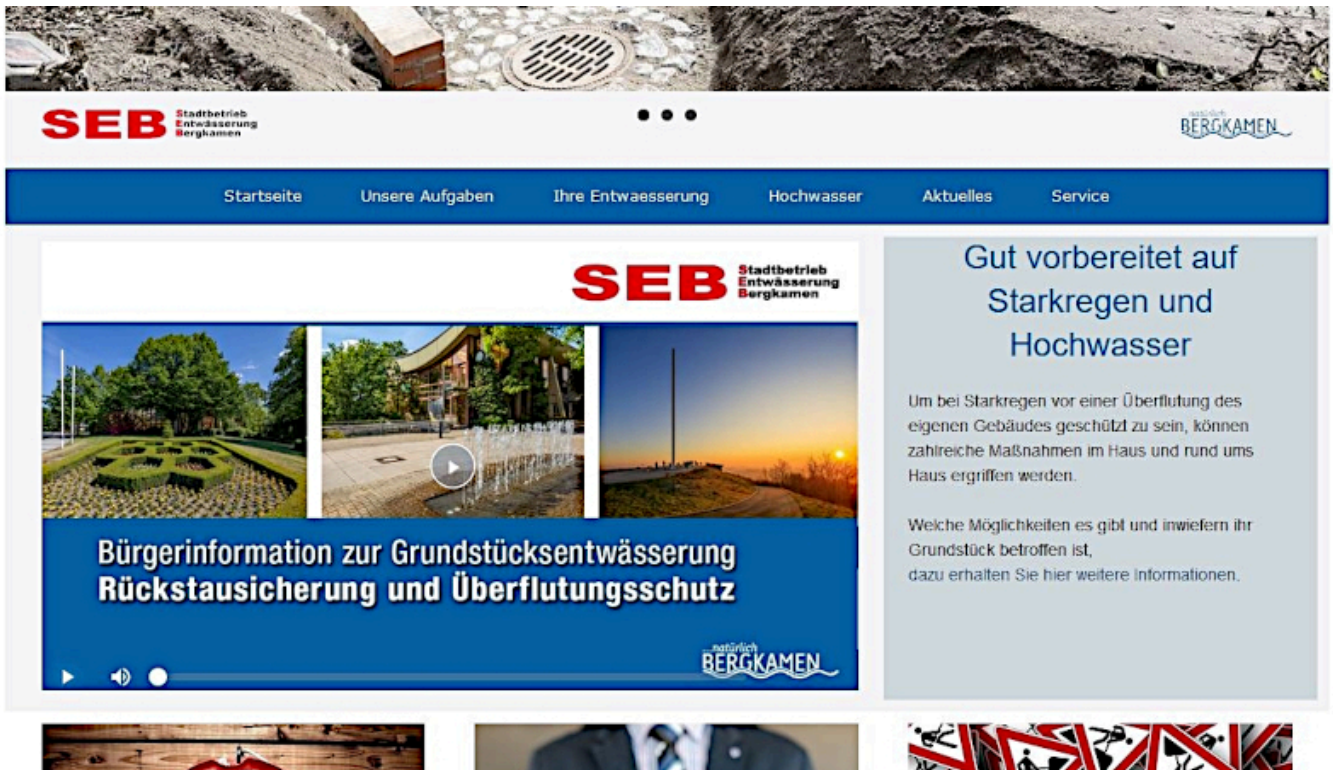 SEB Stadtbetrieb
Entwässerung
Bergkamen
natürlich
BERGKAMEN
Startseite Unsere Aufgaben Ihre Entwaesserung Hochwasser Aktuelles Service
SEB Stadtbetrieb
Entwässerung
Bergkamen
Bürgerinformation zur Grundstücksentwässerung
Rückstausicherung und Überflutungsschutz
...natürlich
BERGKAMEN
Gut vorbereitet auf
Starkregen und
Hochwasser
Um bei Starkregen vor einer Überflutung des
eigenen Gebäudes geschützt zu sein, können
zahlreiche Maßnahmen im Haus und rund ums
Haus ergriffen werden.
Welche Möglichkeiten es gibt und inwiefern ihr
Grundstück betroffen ist,
dazu erhalten Sie hier weitere Informationen.